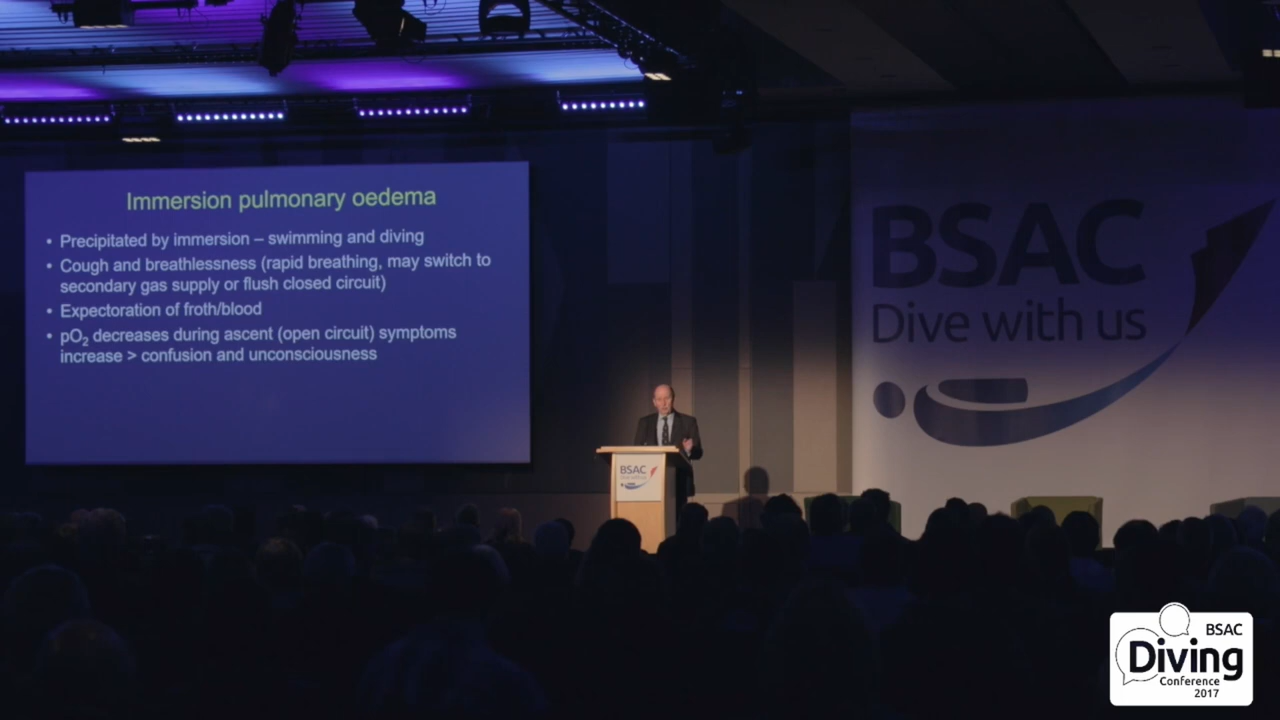 Immersion pulmonary oedema
• Precipitated by immersion – swimming and diving
• Cough and breathlessness (rapid breathing, may switch to
secondary gas supply or flush closed circuit)
• Expectoration of froth/blood
• pO₂ decreases during ascent (open circuit) symptoms
increase > confusion and unconsciousness
BSAC
Dive with us
BSAC
BSAC
Diving
Conference
2017